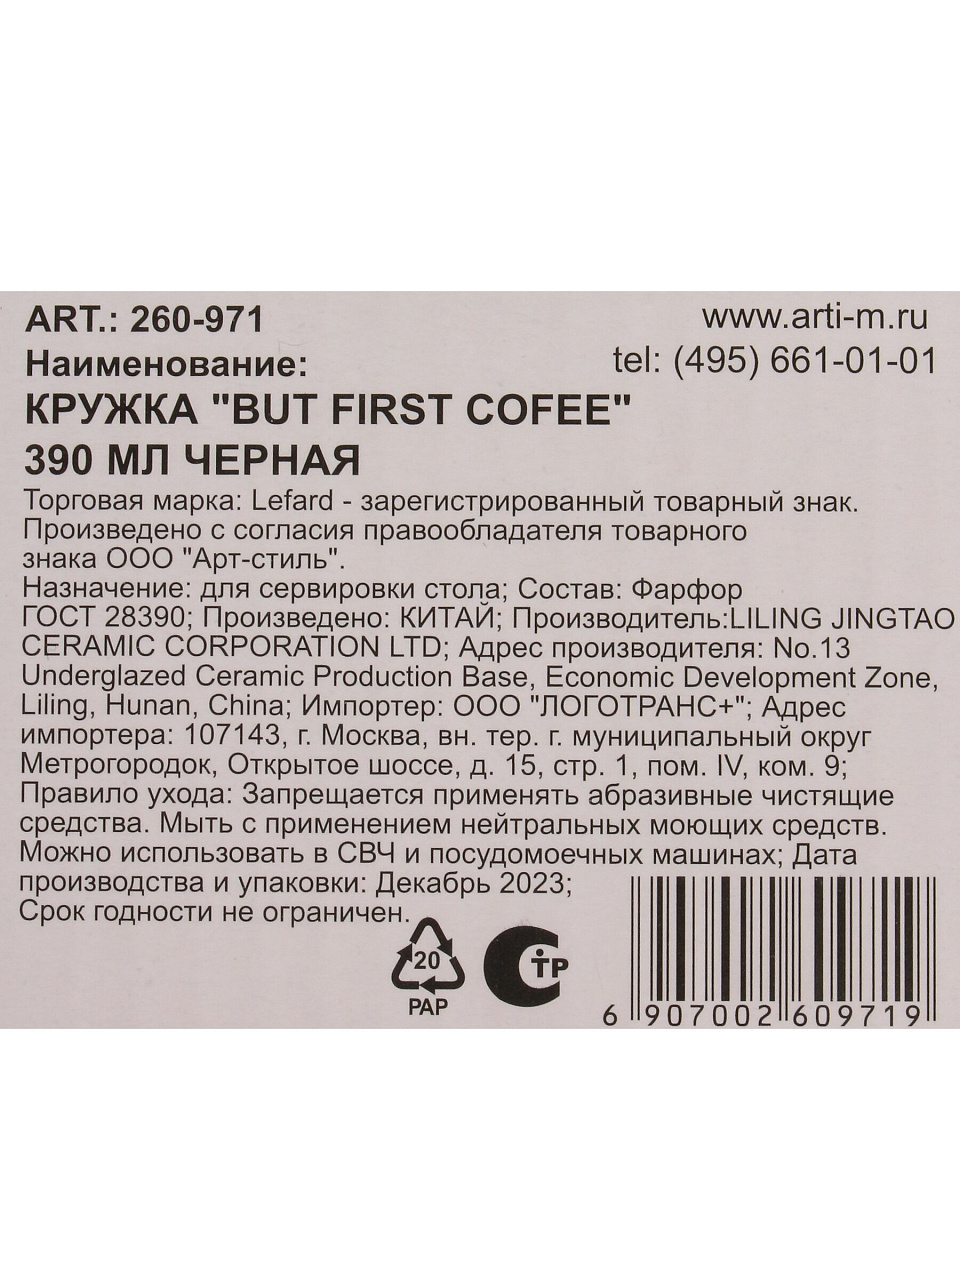 ART.: 260-971
www.arti-m.ru
Наименование:
tel: (495) 661-01-01
КРУЖКА "BUT FIRST COFEE"
390 МЛ ЧЕРНАЯ
Торговая марка: Lefard - зарегистрированный товарный знак.
Произведено с согласия правообладателя товарного
знака ООО "Арт-стиль".
Назначение: для сервировки стола; Состав: Фарфор
ГОСТ 28390; Произведено: КИТАЙ; Производитель:LILING JINGTAO
CERAMIC CORPORATION LTD; Адрес производителя: No.13
Underglazed Ceramic Production Base, Economic Development Zone,
Liling, Hunan, China; Импортер: ООО "ЛОГОТРАНС+"; Адрес
импортера: 107143, г. Москва, вн. тер. г. муниципальный округ
Метрогородок, Открытое шоссе, д. 15, стр. 1, пом. IV, ком. 9;
Правило ухода: Запрещается применять абразивные чистящие
средства. Мыть с применением нейтральных моющих средств.
Можно использовать в СВЧ и посудомоечных машинах; Дата
производства и упаковки: Декабрь 2023;
Срок годности не ограничен.
20
PAP
СТР
6 907002 609719